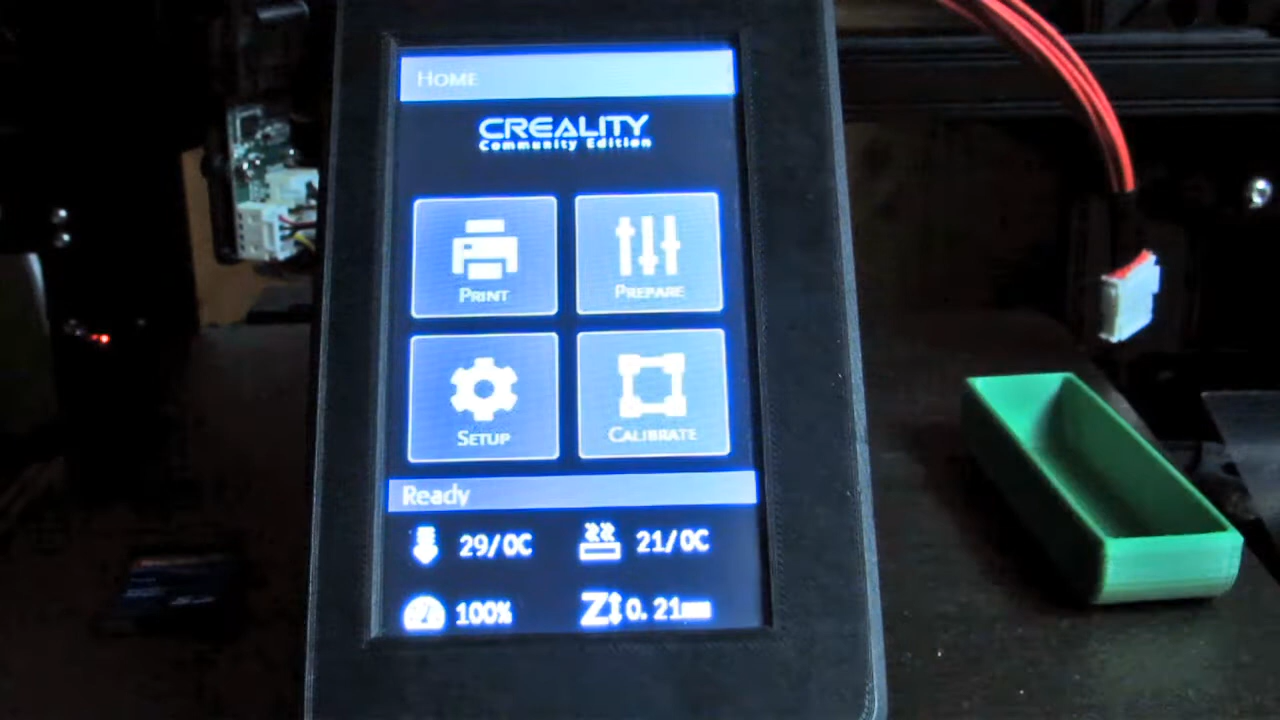 Home
CREALITY
Community Edition
Print
Prepare
Setup
Calibrate
Ready
29/0C
21/0C
100%
Z 0.21mm